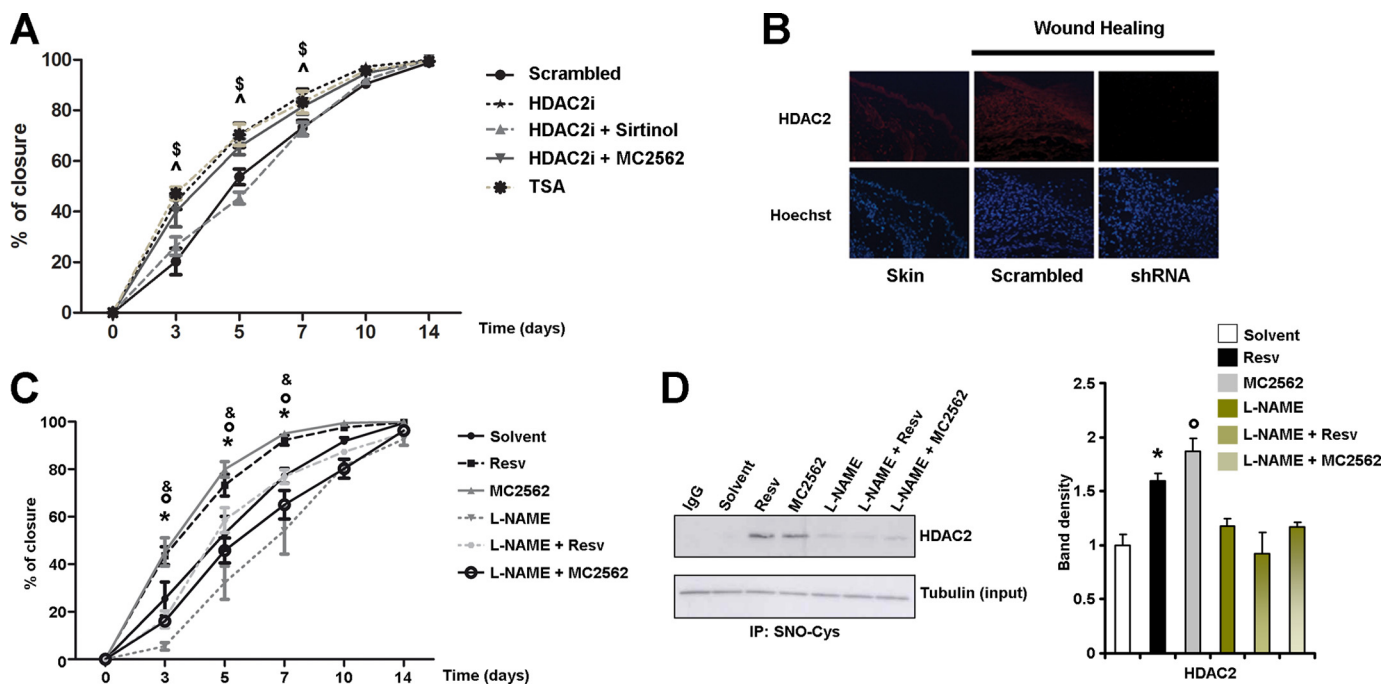 A
$
^
$
^
$
^
% of closure
100
80
60
40
20
0
0 3 5 7 10 14
Time (days)
Scrambled
HDAC2i
HDAC2i + Sirtinol
HDAC2i + MC2562
TSA
B
Wound Healing
HDAC2
Hoechst
Skin Scrambled shRNA
C
&
o
*
&
o
*
&
o
*
% of closure
100
80
60
40
20
0
0 3 5 7 10 14
Time (days)
Solvent
Resv
MC2562
L-NAME
L-NAME + Resv
L-NAME + MC2562
D
IgG
Solvent
Resv
MC2562
L-NAME
L-NAME + Resv
L-NAME + MC2562
HDAC2
Tubulin (input)
IP: SNO-Cys
Solvent
Resv
MC2562
L-NAME
L-NAME + Resv
L-NAME + MC2562
Band density
2.5
2
1.5
1
0.5
0
*
o
HDAC2